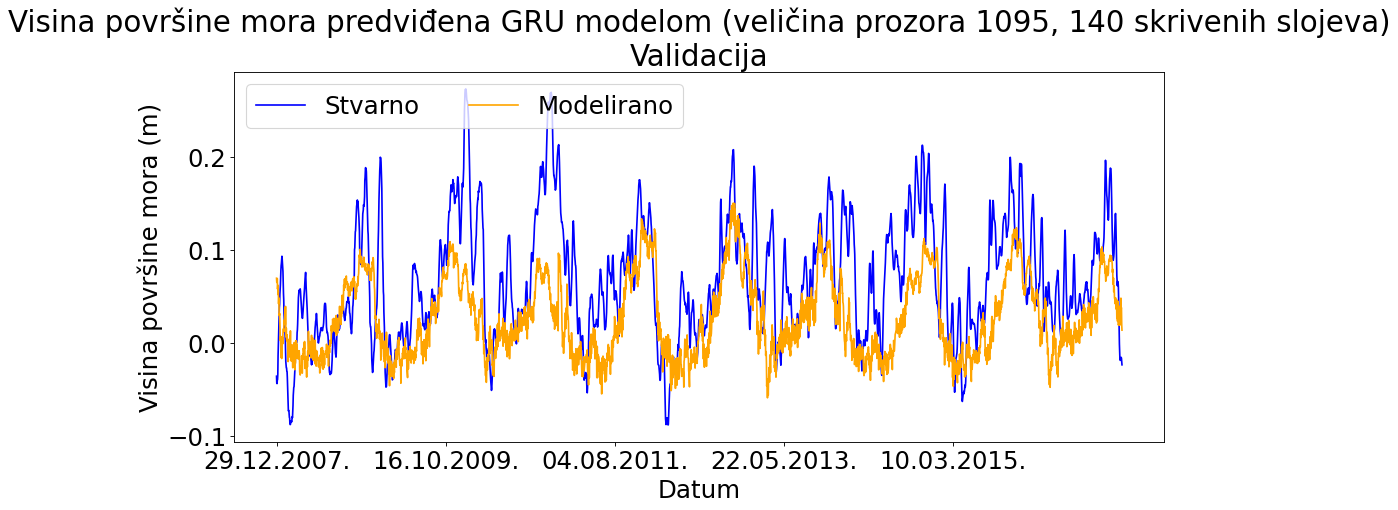 Visina površine mora predviđena GRU modelom (veličina prozora 1095, 140 skrivenih slojeva)
Validacija
Stvarno
Modelirano
Visina površine mora (m)
0.2
0.1
0.0
−0.1
29.12.2007.
16.10.2009.
04.08.2011.
22.05.2013.
10.03.2015.
Datum